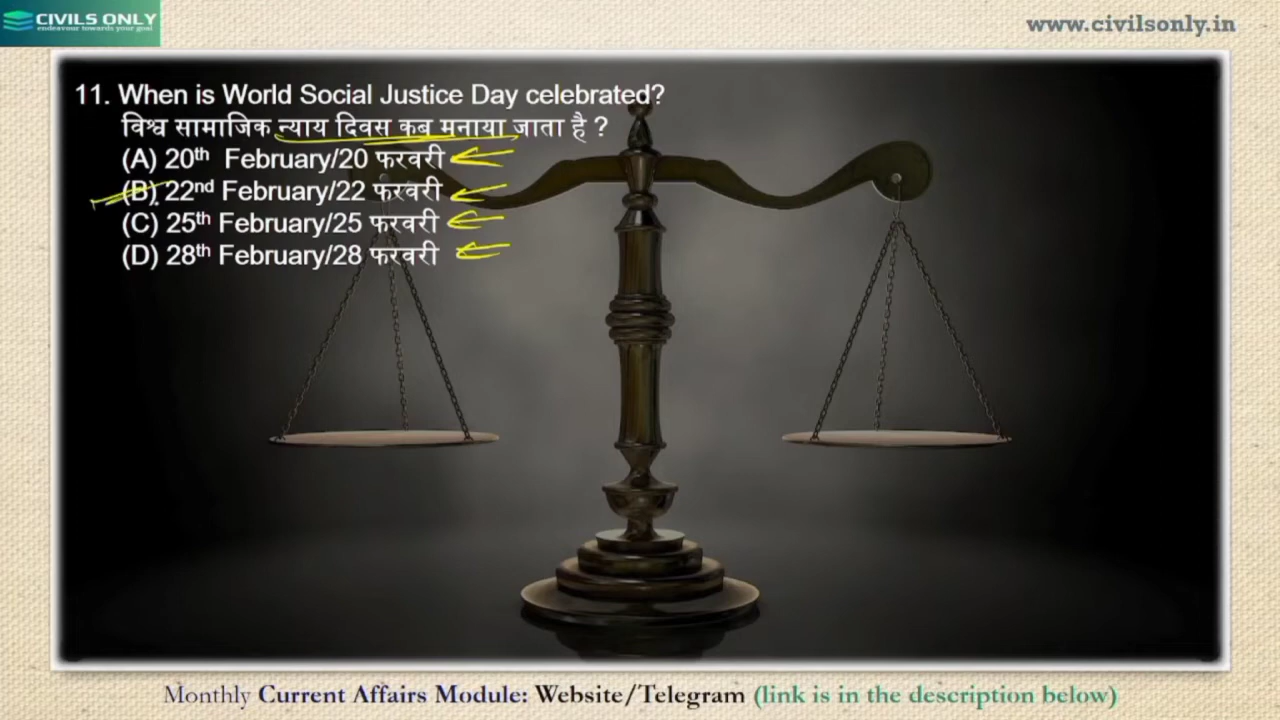 CIVILS ONLY
endeavour towards your goal
www.civilsonly.in
11. When is World Social Justice Day celebrated?
विश्व सामाजिक न्याय दिवस कब मनाया जाता है ?
(A) 20th February/20 फरवरी
(B) 22nd February/22 फरवरी
(C) 25th February/25 फरवरी
(D) 28th February/28 फरवरी
Monthly Current Affairs Module: Website/Telegram (link is in the description below)